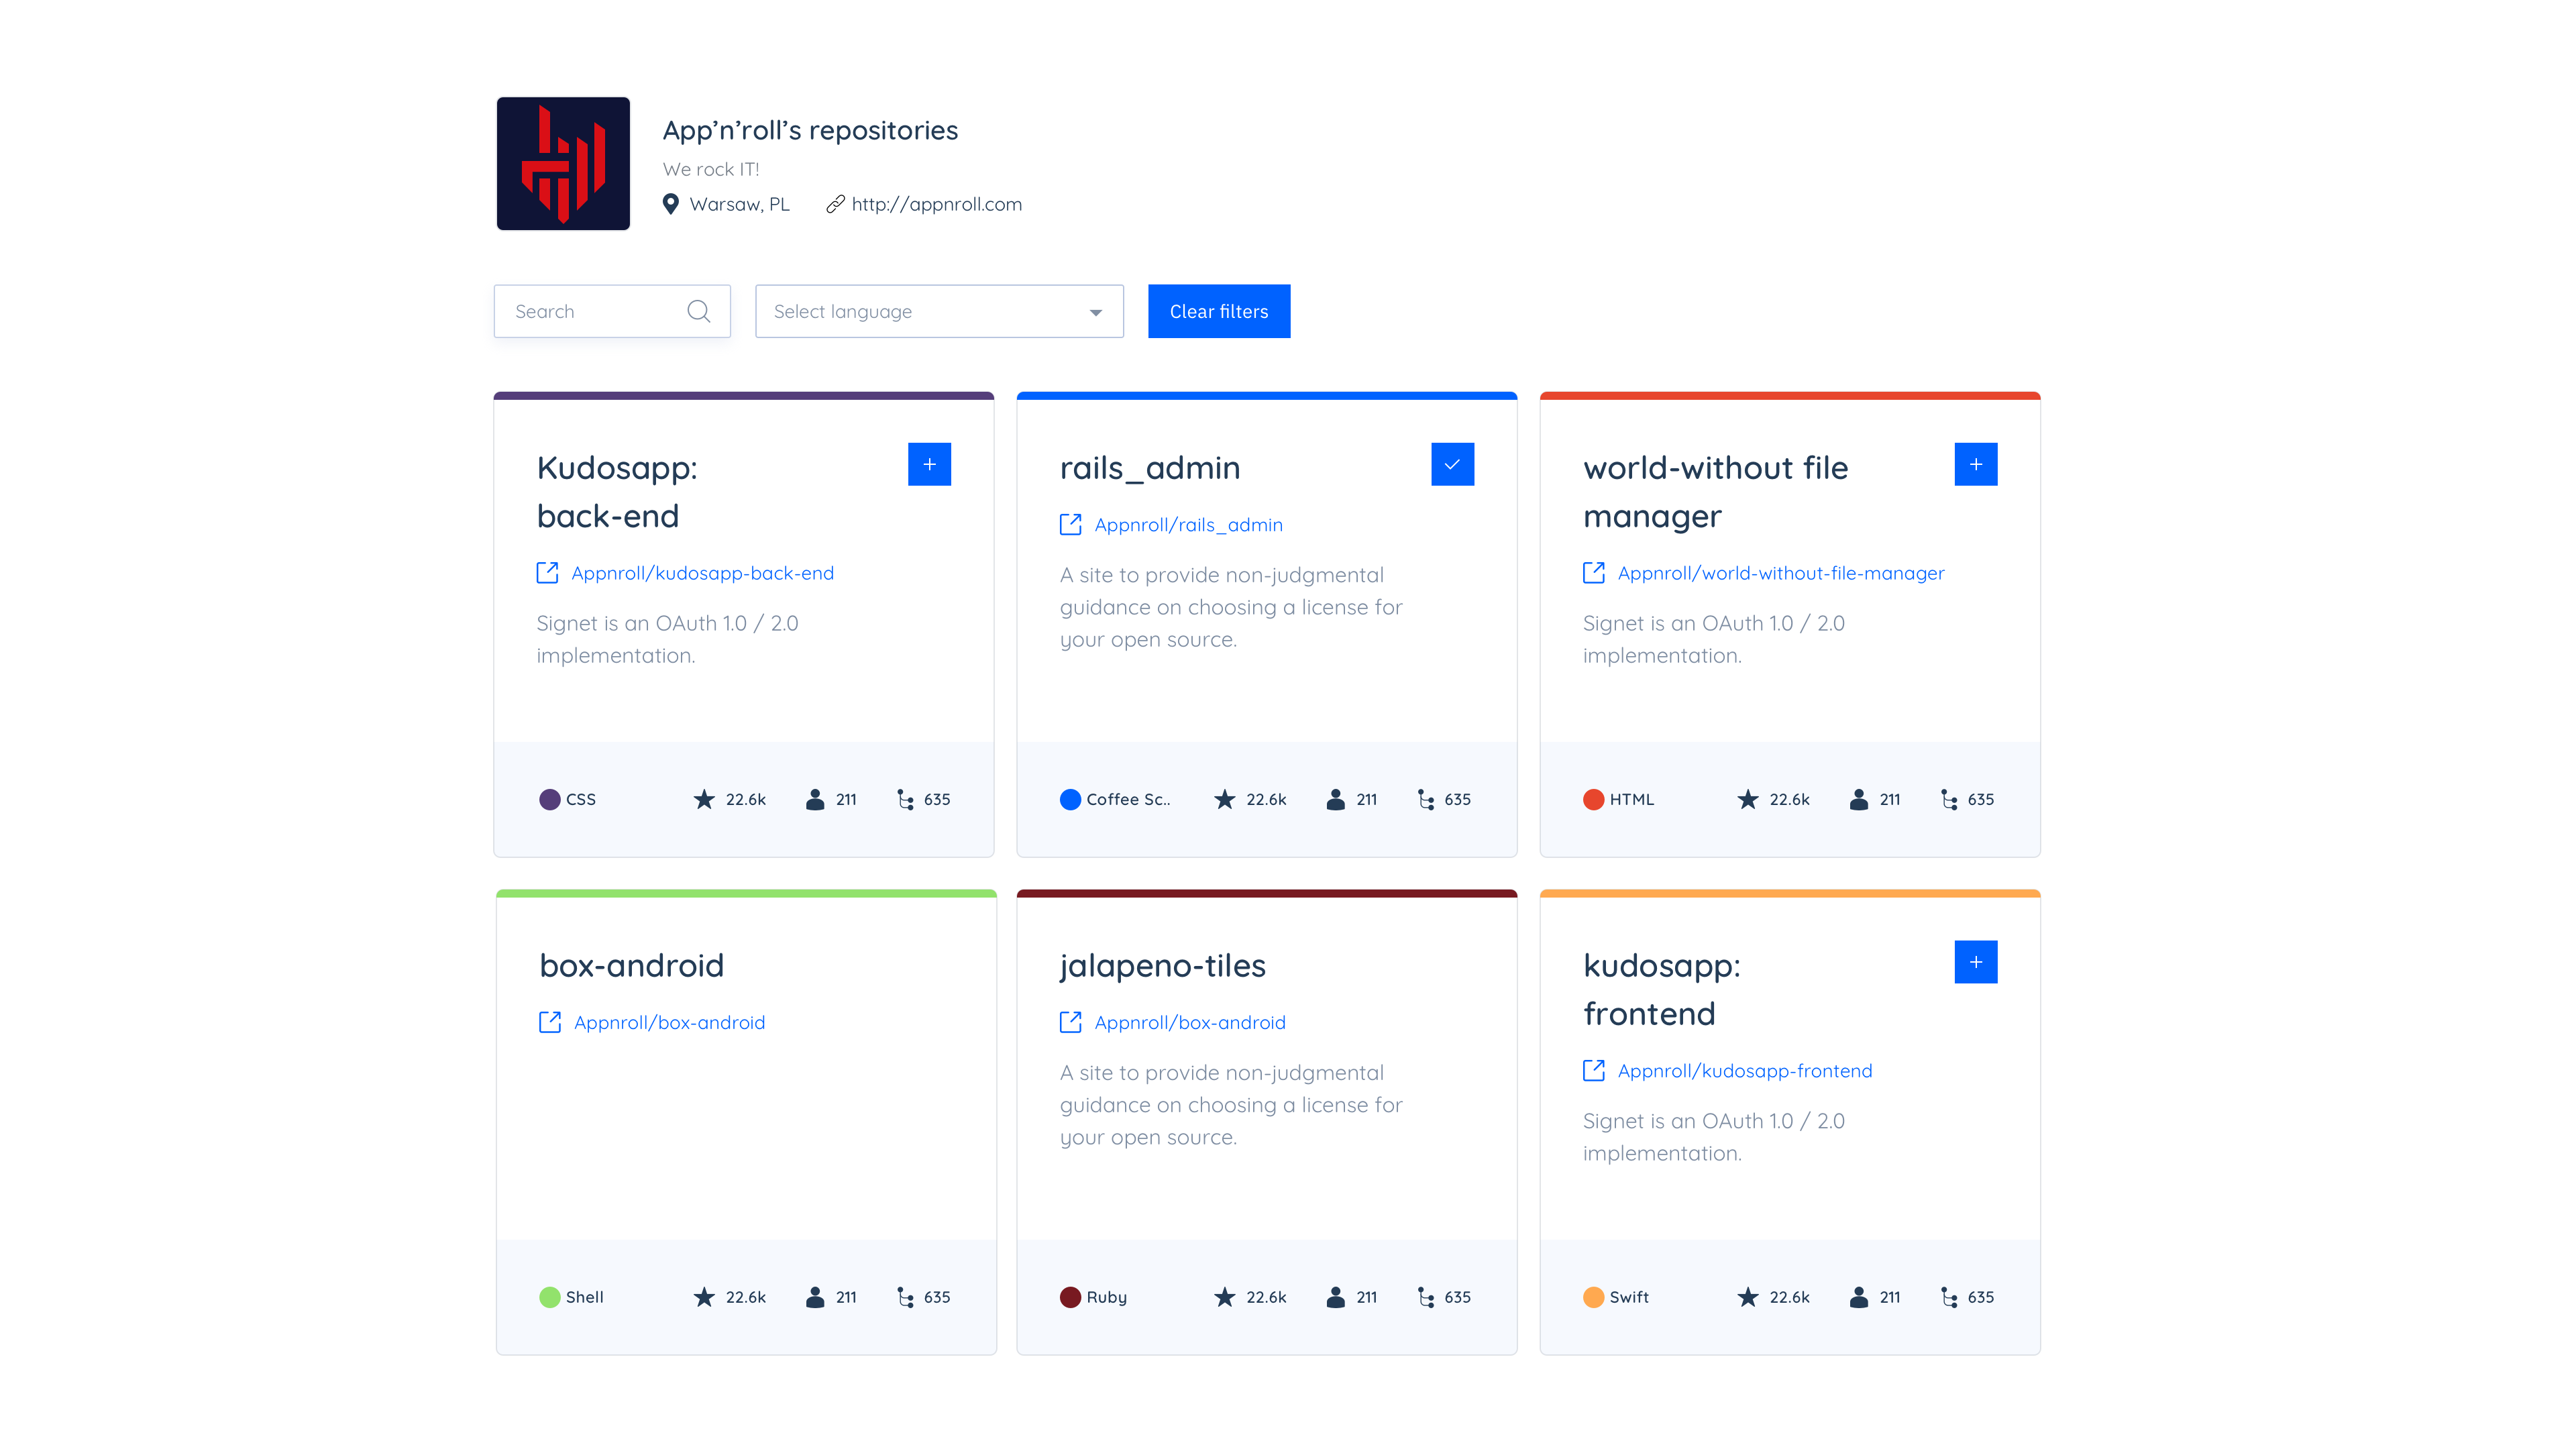 App’n’roll’s repositories
We rock IT!
Warsaw, PL
http://appnroll.com
Search
Select language
Clear filters
Kudosapp:
back-end
Appnroll/kudosapp-back-end
Signet is an OAuth 1.0 / 2.0
implementation.
CSS
22.6k
211
635
rails_admin
Appnroll/rails_admin
A site to provide non-judgmental
guidance on choosing a license for
your open source.
Coffee Sc..
22.6k
211
635
world-without file
manager
Appnroll/world-without-file-manager
Signet is an OAuth 1.0 / 2.0
implementation.
HTML
22.6k
211
635
box-android
Appnroll/box-android
Shell
22.6k
211
635
jalapeno-tiles
Appnroll/box-android
A site to provide non-judgmental
guidance on choosing a license for
your open source.
Ruby
22.6k
211
635
kudosapp:
frontend
Appnroll/kudosapp-frontend
Signet is an OAuth 1.0 / 2.0
implementation.
Swift
22.6k
211
635